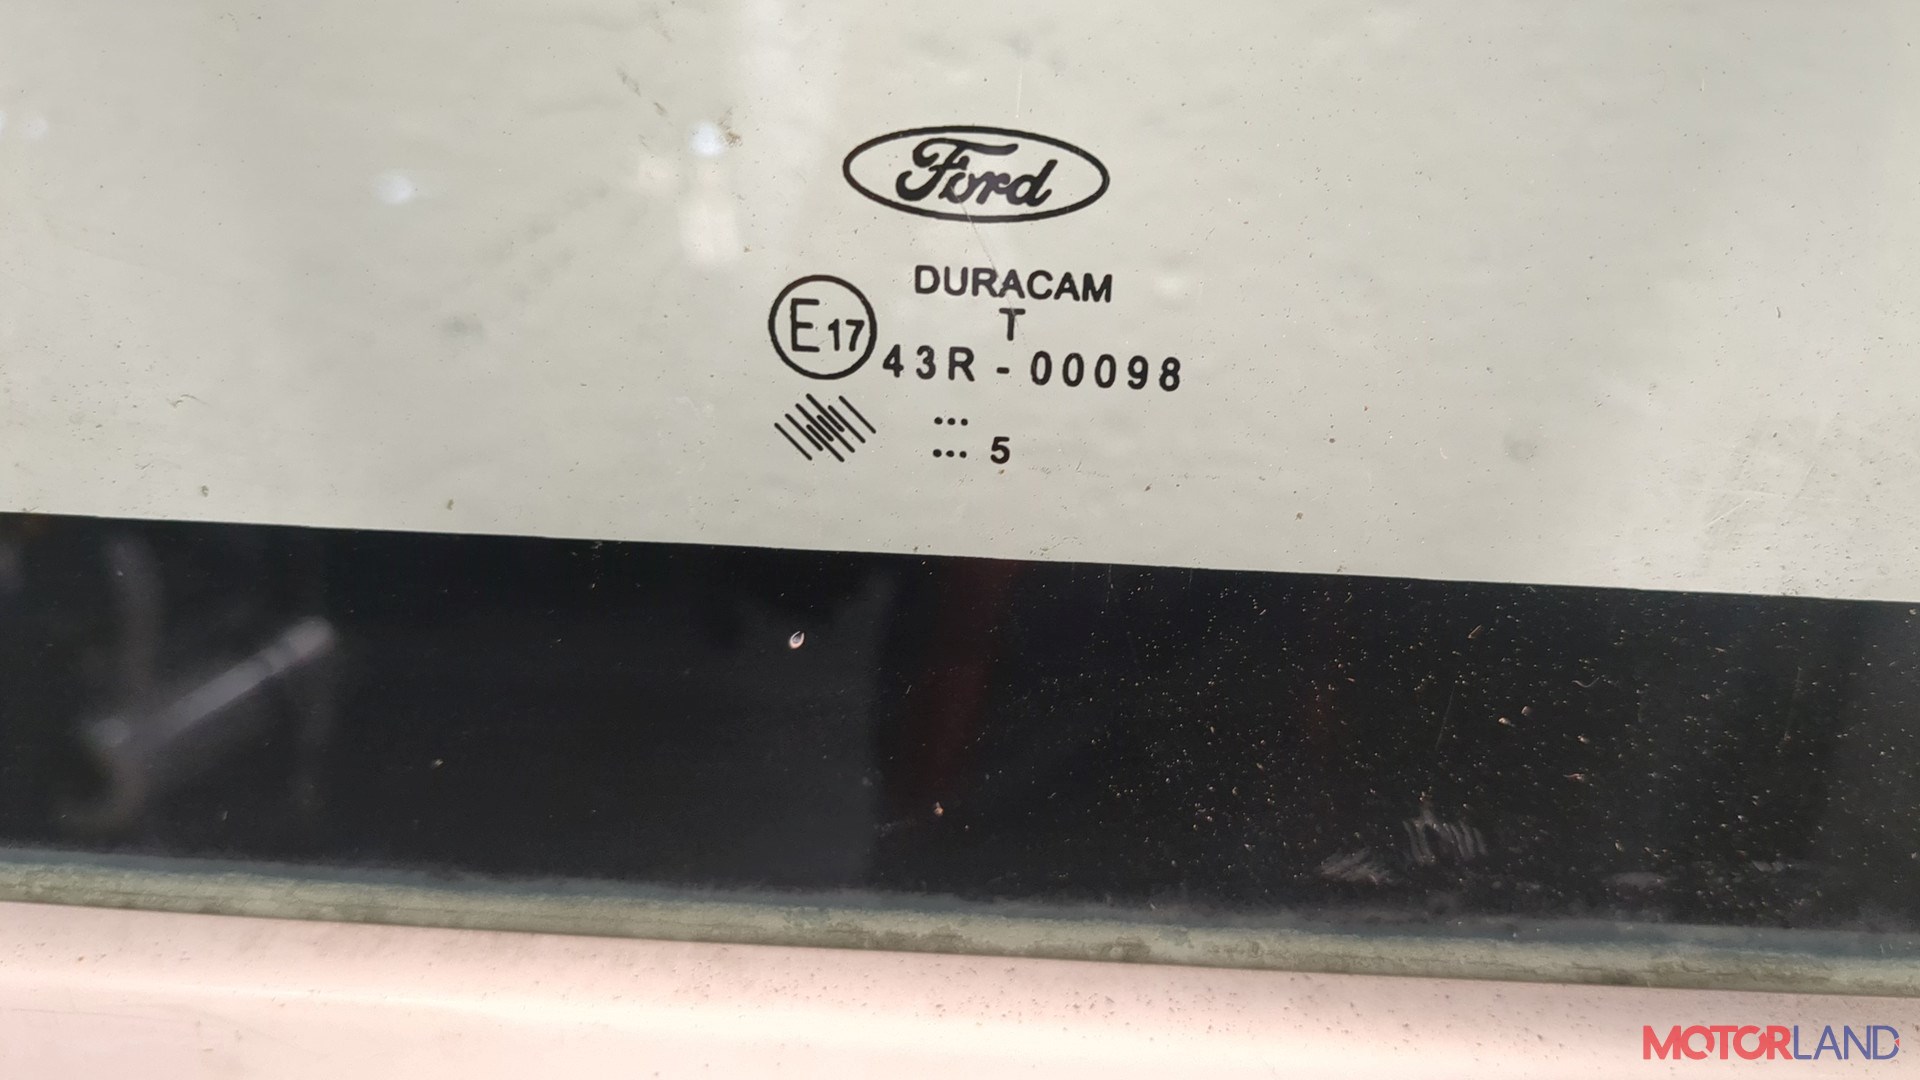 Ford
DURACAM
T
E17
43R - 00098
...
... 5
MOTORLAND